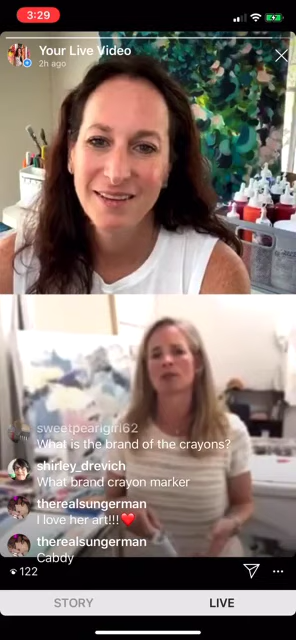 3:29
Your Live Video
2h ago
sweetpearlgirl62
What is the brand of the crayons?
shirley_drevich
What brand crayon marker
therealsungerman
I love her art!!!❤️
therealsungerman
Cabdy
122
STORY
LIVE